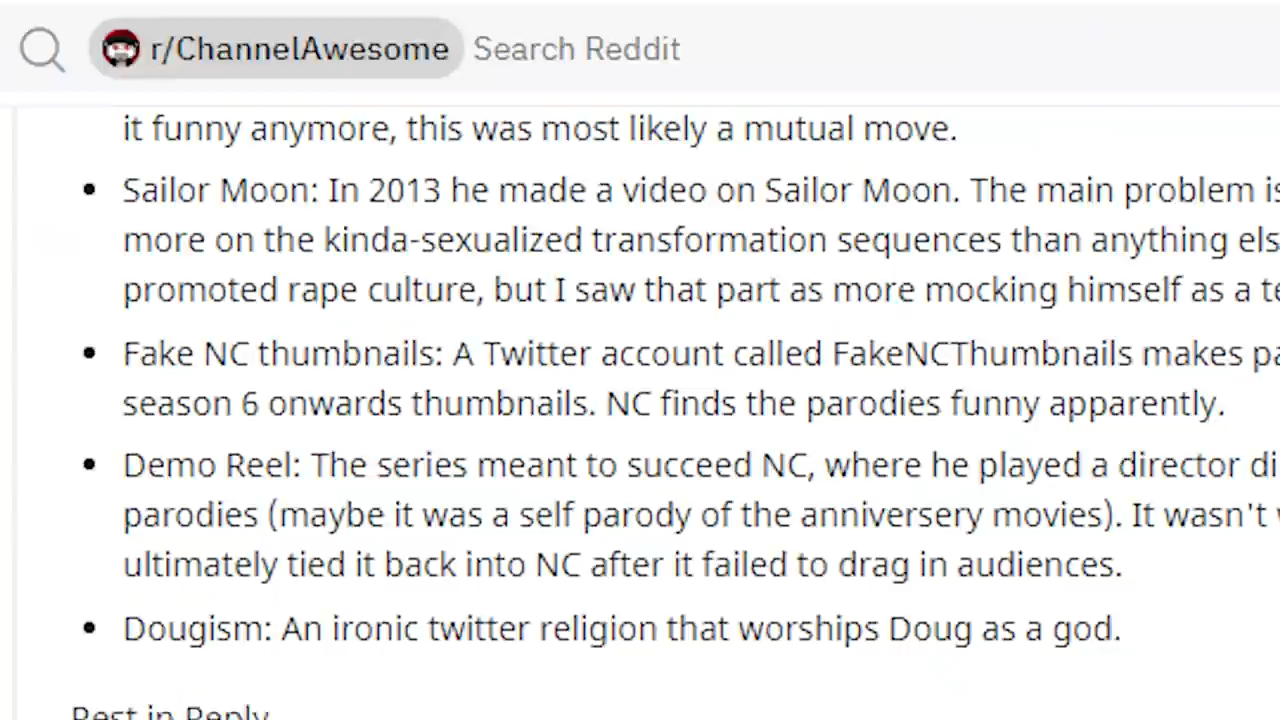 r/ChannelAwesome Search Reddit
it funny anymore, this was most likely a mutual move.
• Sailor Moon: In 2013 he made a video on Sailor Moon. The main problem is
more on the kinda-sexualized transformation sequences than anything els
promoted rape culture, but I saw that part as more mocking himself as a te
• Fake NC thumbnails: A Twitter account called FakeNCThumbnails makes pa
season 6 onwards thumbnails. NC finds the parodies funny apparently.
• Demo Reel: The series meant to succeed NC, where he played a director di
parodies (maybe it was a self parody of the anniversery movies). It wasn't
ultimately tied it back into NC after it failed to drag in audiences.
• Dougism: An ironic twitter religion that worships Doug as a god.
in Reply